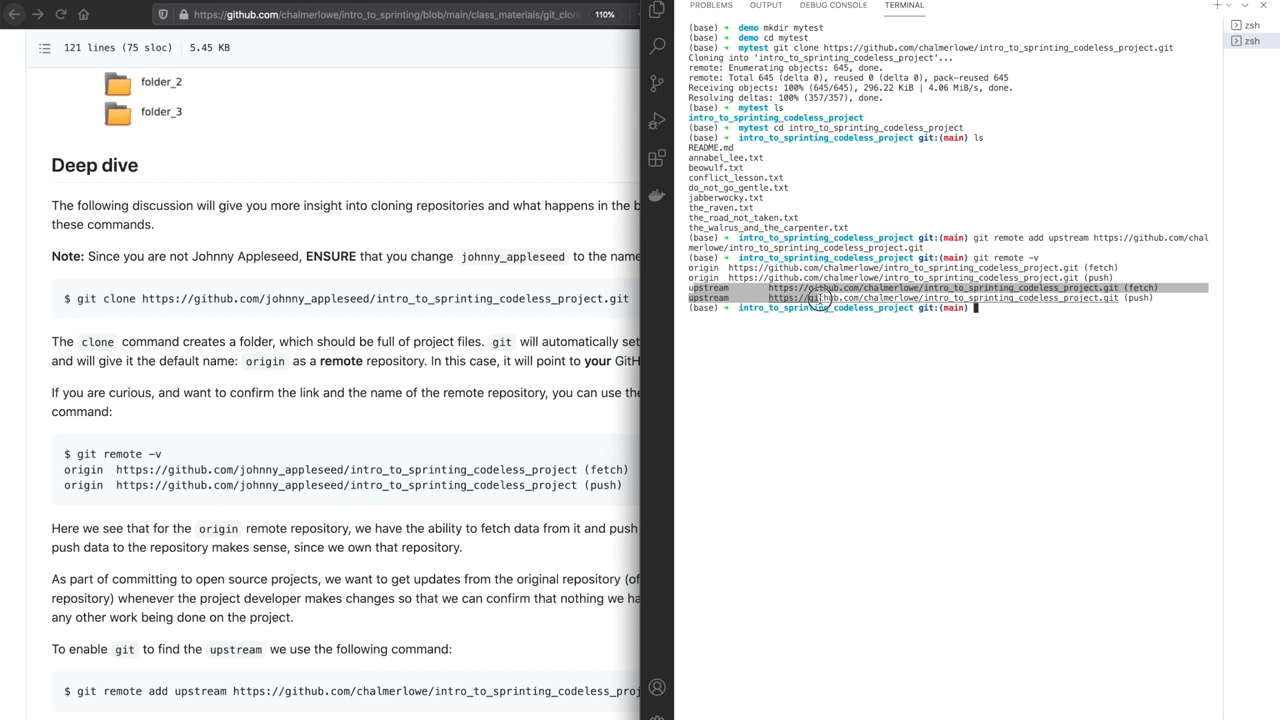 https://github.com/chalmerlowe/intro_to_sprinting/blob/main/class_materials/git_clon
110%
121 lines (75 sloc) 5.45 KB
folder_2
folder_3
Deep dive
The following discussion will give you more insight into cloning repositories and what happens in the b
these commands.
Note: Since you are not Johnny Appleseed, ENSURE that you change johnny_appleseed to the name
$ git clone https://github.com/johnny_appleseed/intro_to_sprinting_codeless_project.git
The clone command creates a folder, which should be full of project files. git will automatically set
and will give it the default name: origin as a remote repository. In this case, it will point to your GitH
If you are curious, and want to confirm the link and the name of the remote repository, you can use the
command:
$ git remote -v
origin https://github.com/johnny_appleseed/intro_to_sprinting_codeless_project (fetch)
origin https://github.com/johnny_appleseed/intro_to_sprinting_codeless_project (push)
Here we see that for the origin remote repository, we have the ability to fetch data from it and push
push data to the repository makes sense, since we own that repository.
As part of committing to open source projects, we want to get updates from the original repository (of
repository) whenever the project developer makes changes so that we can confirm that nothing we ha
any other work being done on the project.
To enable git to find the upstream we use the following command:
$ git remote add upstream https://github.com/chalmerlowe/intro_to_sprinting_codeless_proj
PROBLEMS OUTPUT DEBUG CONSOLE TERMINAL
(base) ➜ demo mkdir mytest
(base) ➜ demo cd mytest
(base) ➜ mytest git clone https://github.com/chalmerlowe/intro_to_sprinting_codeless_project.git
Cloning into 'intro_to_sprinting_codeless_project'...
remote: Enumerating objects: 645, done.
remote: Total 645 (delta 0), reused 0 (delta 0), pack-reused 645
Receiving objects: 100% (645/645), 296.22 KiB | 4.06 MiB/s, done.
Resolving deltas: 100% (357/357), done.
(base) ➜ mytest ls
intro_to_sprinting_codeless_project
(base) ➜ mytest cd intro_to_sprinting_codeless_project
(base) ➜ intro_to_sprinting_codeless_project git:(main) ls
README.md
annabel_lee.txt
beowulf.txt
conflict_lesson.txt
do_not_go_gentle.txt
jabberwocky.txt
the_raven.txt
the_road_not_taken.txt
the_walrus_and_the_carpenter.txt
(base) ➜ intro_to_sprinting_codeless_project git:(main) git remote add upstream https://github.com/chal
merlowe/intro_to_sprinting_codeless_project.git
(base) ➜ intro_to_sprinting_codeless_project git:(main) git remote -v
origin https://github.com/chalmerlowe/intro_to_sprinting_codeless_project.git (fetch)
origin https://github.com/chalmerlowe/intro_to_sprinting_codeless_project.git (push)
upstream https://github.com/chalmerlowe/intro_to_sprinting_codeless_project.git (fetch)
upstream https://github.com/chalmerlowe/intro_to_sprinting_codeless_project.git (push)
(base) ➜ intro_to_sprinting_codeless_project git:(main)
zsh
zsh